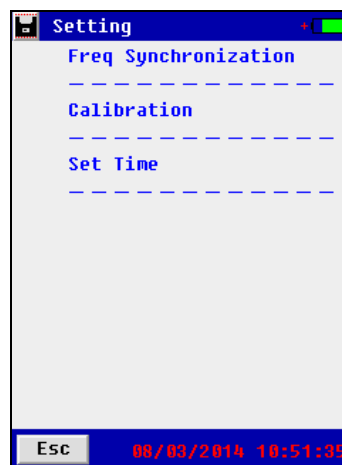 Setting
Freq Synchronization
Calibration
Set Time
Esc
08/03/2014 10:51:35